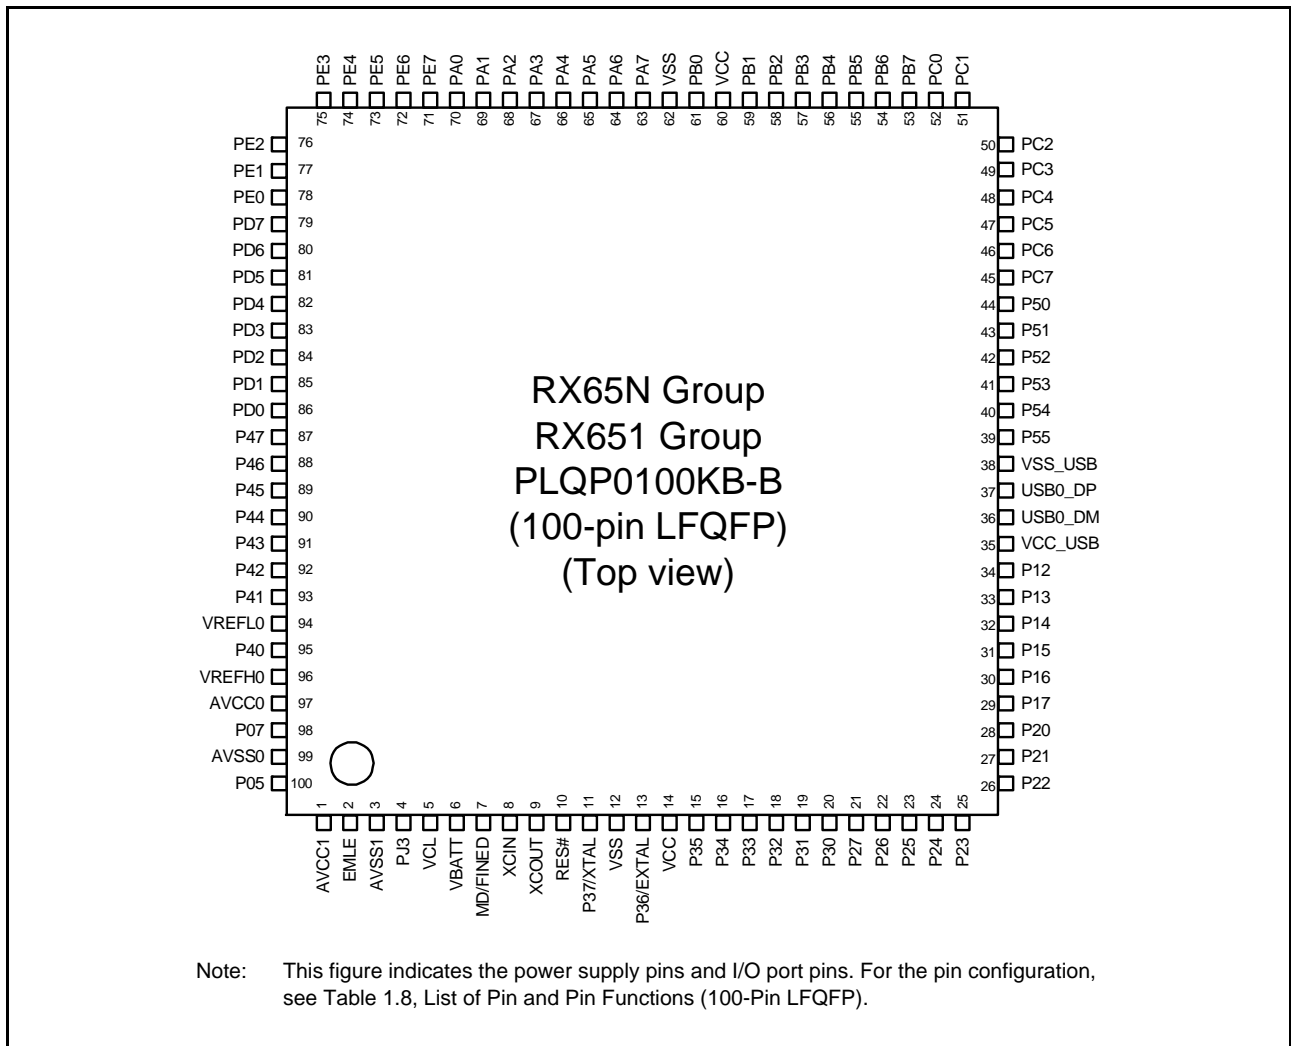 PE3 PE4 PE5 PE6 PE7 PA0 PA1 PA2 PA3 PA4 PA5 PA6 PA7 VSS PB0 VCC PB1 PB2 PB3 PB4 PB5 PB6 PB7 PC0 PC1
75 74 73 72 71 70 69 68 67 66 65 64 63 62 61 60 59 58 57 56 55 54 53 52 51
PE2 76 50 PC2
PE1 77 49 PC3
PE0 78 48 PC4
PD7 79 47 PC5
PD6 80 46 PC6
PD5 81 45 PC7
PD4 82 44 P50
PD3 83 43 P51
PD2 84 42 P52
PD1 85 41 P53
PD0 86 40 P54
P47 87 39 P55
P46 88 38 VSS_USB
P45 89 37 USB0_DP
P44 90 36 USB0_DM
P43 91 35 VCC_USB
P42 92 34 P12
P41 93 33 P13
VREFL0 94 32 P14
P40 95 31 P15
VREFH0 96 30 P16
AVCC0 97 29 P17
P07 98 28 P20
AVSS0 99 27 P21
P05 100 26 P22
RX65N Group
RX651 Group
PLQP0100KB-B
(100-pin LFQFP)
(Top view)
1 2 3 4 5 6 7 8 9 10 11 12 13 14 15 16 17 18 19 20 21 22 23 24 25
AVCC1 EMLE AVSS1 PJ3 VCL VBATT MD/FINED XCIN XCOUT RES# P37/XTAL VSS P36/EXTAL VCC P35 P34 P33 P32 P31 P30 P27 P26 P25 P24 P23
Note: This figure indicates the power supply pins and I/O port pins. For the pin configuration,
see Table 1.8, List of Pin and Pin Functions (100-Pin LFQFP).